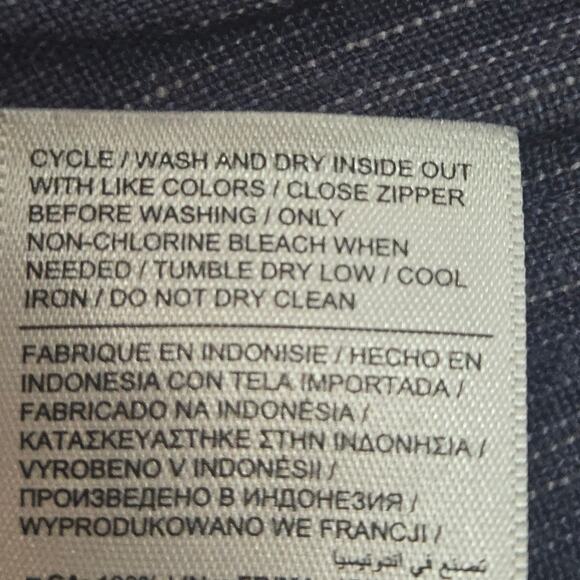 CYCLE / WASH AND DRY INSIDE OUT
WITH LIKE COLORS / CLOSE ZIPPER
BEFORE WASHING / ONLY
NON-CHLORINE BLEACH WHEN
NEEDED / TUMBLE DRY LOW / COOL
IRON / DO NOT DRY CLEAN
FABRIQUE EN INDONISIE / HECHO EN
INDONESIA CON TELA IMPORTADA /
FABRICADO NA INDONÉSIA /
ΚΑΤΑΣΚΕΥΑΣΤΗΚΕ ΣΤΗΝ ΙΝΔΟΝΗΣΙΑ /
VYROBENO V INDONÉSII /
ПРОИЗВЕДЕНО В ИНДОНЕЗИЯ /
WYPRODUKOWANO WE FRANCJI /
تصنع في